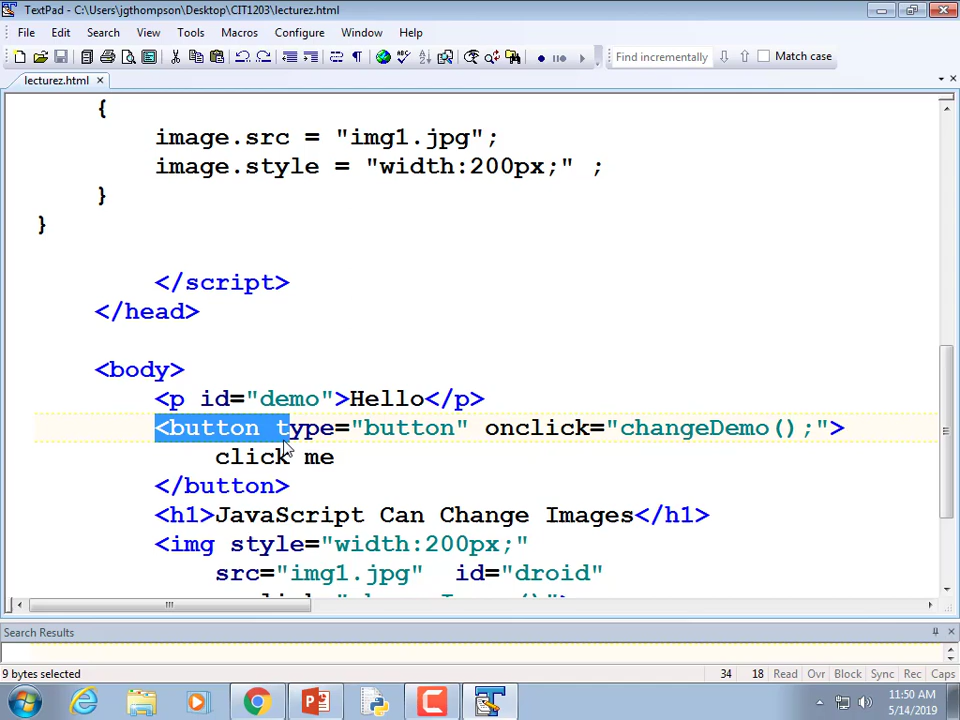 TextPad - C:\Users\jgthompson\Desktop\CIT1203\lecturez.html
File Edit Search View Tools Macros Configure Window Help
Find incrementally Match case
lecturez.html
{
image.src = "img1.jpg";
image.style = "width:200px;" ;
}
}
</script>
</head>
<body>
<p id="demo">Hello</p>
<button type="button" onclick="changeDemo();">
click me
</button>
<h1>JavaScript Can Change Images</h1>
<img style="width:200px;"
src="img1.jpg" id="droid"
Search Results
9 bytes selected 34 18 Read Ovr Block Sync Rec Caps
11:50 AM
5/14/2019